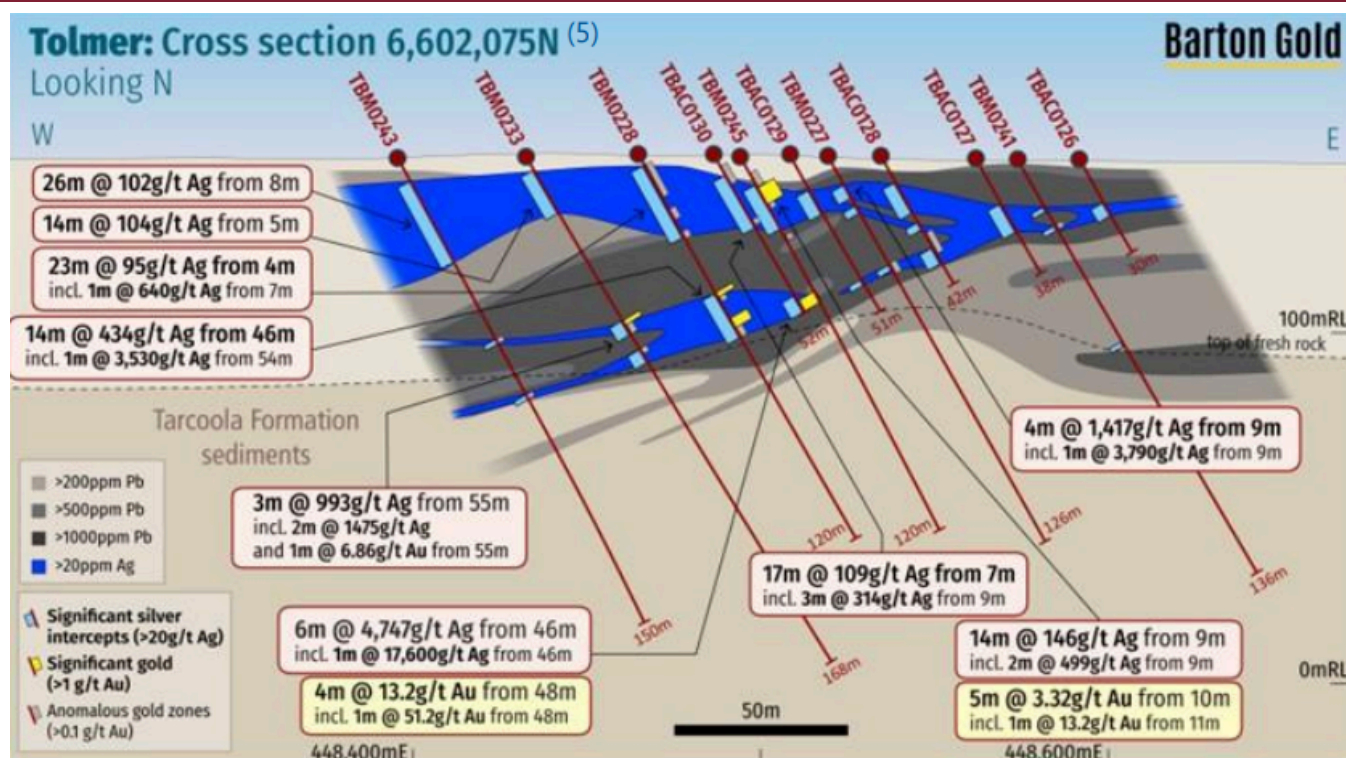 Tolmer: Cross section 6,602,075N (5)
Looking N
Barton Gold
W
E
TBM0243
TBM0233
TBM0228
TBAC0130
TBM0245
TBAC0129
TBM0227
TBAC0128
TBAC0127
TBM0241
TBAC0126
26m @ 102g/t Ag from 8m
14m @ 104g/t Ag from 5m
23m @ 95g/t Ag from 4m
incl. 1m @ 640g/t Ag from 7m
14m @ 434g/t Ag from 46m
incl. 1m @ 3,530g/t Ag from 54m
52m
51m
42m
38m
30m
100mRL
top of fresh rock
Tarcoola Formation
sediments
4m @ 1,417g/t Ag from 9m
incl. 1m @ 3,790g/t Ag from 9m
>200ppm Pb
>500ppm Pb
>1000ppm Pb
>20ppm Ag
3m @ 993g/t Ag from 55m
incl. 2m @ 1475g/t Ag
and 1m @ 6.86g/t Au from 55m
120m
120m
126m
136m
17m @ 109g/t Ag from 7m
incl. 3m @ 314g/t Ag from 9m
Significant silver
intercepts (>20g/t Ag)
Significant gold
(>1 g/t Au)
Anomalous gold zones
(>0.1 g/t Au)
6m @ 4,747g/t Ag from 46m
incl. 1m @ 17,600g/t Ag from 46m
4m @ 13.2g/t Au from 48m
incl. 1m @ 51.2g/t Au from 48m
150m
168m
14m @ 146g/t Ag from 9m
incl. 2m @ 499g/t Ag from 9m
5m @ 3.32g/t Au from 10m
incl. 1m @ 13.2g/t Au from 11m
0mRL
50m
448,400mE
448,600mE